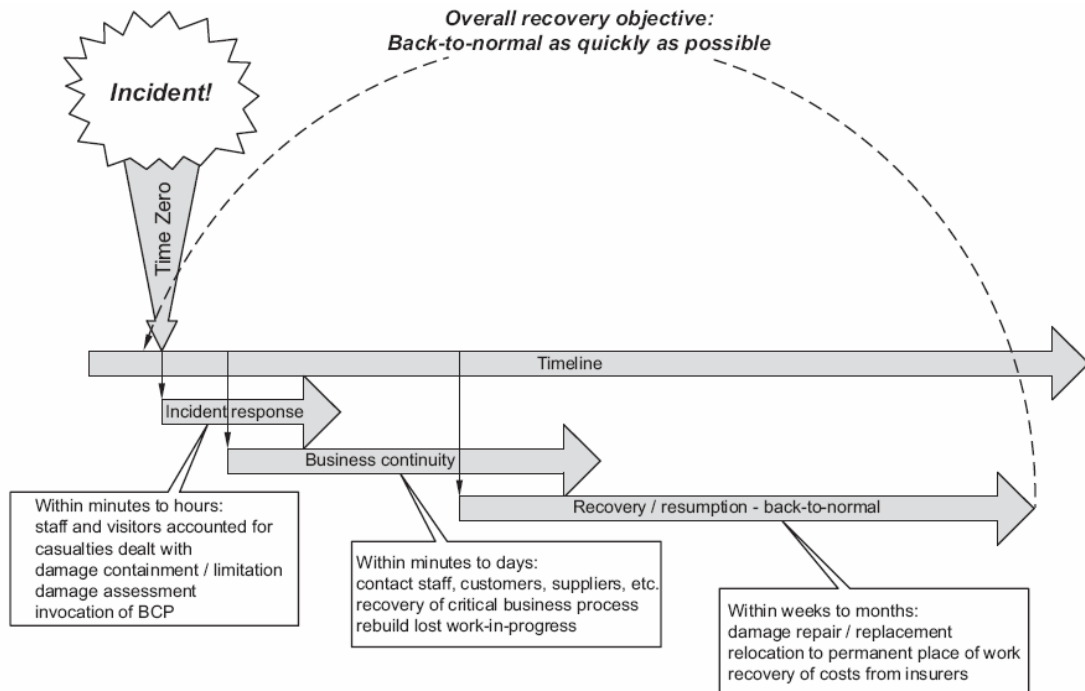 Overall recovery objective:
Back-to-normal as quickly as possible
Incident!
Time Zero
Timeline
Incident response
Business continuity
Recovery / resumption - back-to-normal
Within minutes to hours:
staff and visitors accounted for
casualties dealt with
damage containment / limitation
damage assessment
invocation of BCP
Within minutes to days:
contact staff, customers, suppliers, etc.
recovery of critical business process
rebuild lost work-in-progress
Within weeks to months:
damage repair / replacement
relocation to permanent place of work
recovery of costs from insurers